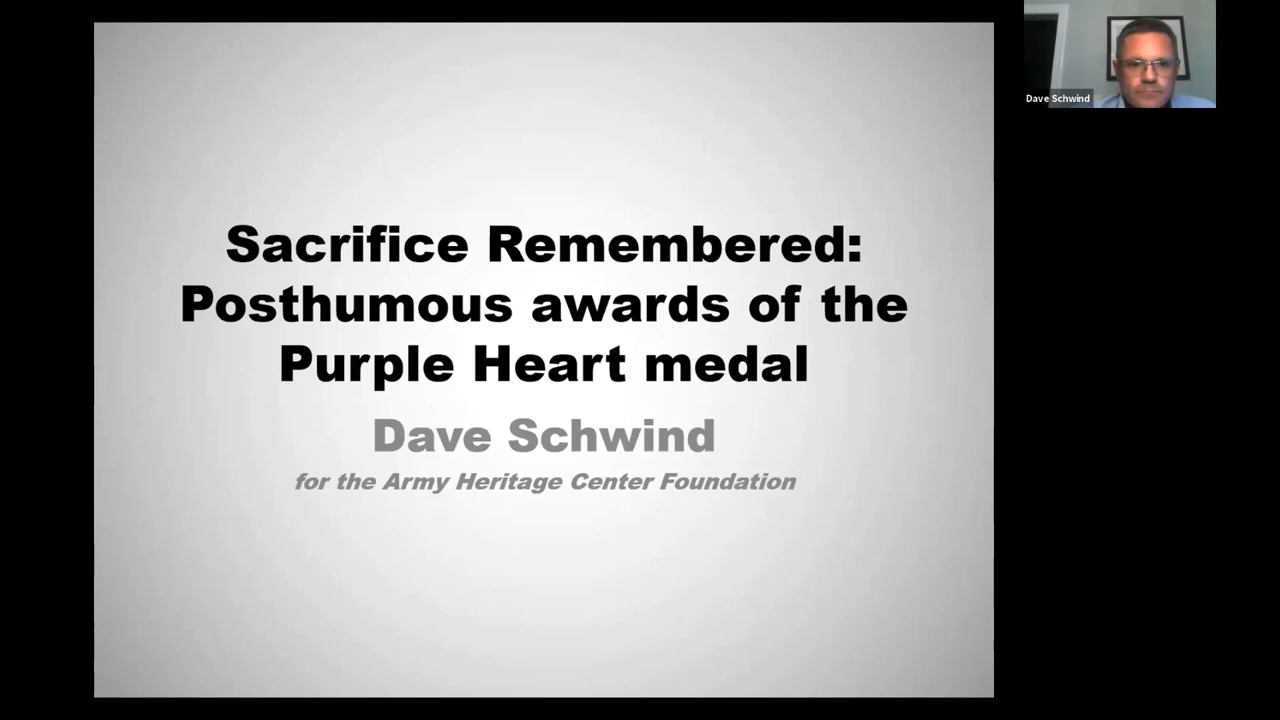 Sacrifice Remembered:
Posthumous awards of the
Purple Heart medal
Dave Schwind
for the Army Heritage Center Foundation
Dave Schwind